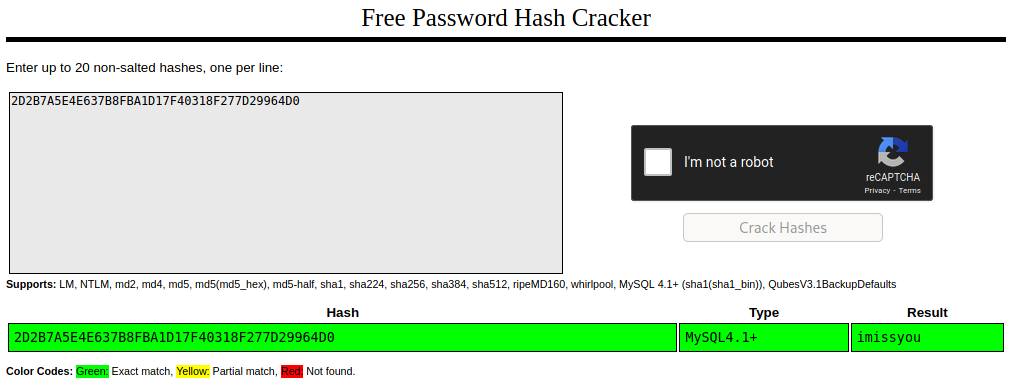 Free Password Hash Cracker
Enter up to 20 non-salted hashes, one per line:
2D2B7A5E4E637B8FBA1D17F40318F277D29964D0
I'm not a robot
reCAPTCHA
Privacy - Terms
Crack Hashes
Supports: LM, NTLM, md2, md4, md5, md5(md5_hex), md5-half, sha1, sha224, sha256, sha384, sha512, ripeMD160, whirlpool, MySQL 4.1+ (sha1(sha1_bin)), QubesV3.1BackupDefaults
Hash Type Result
2D2B7A5E4E637B8FBA1D17F40318F277D29964D0 MySQL4.1+ imissyou
Color Codes: Green: Exact match, Yellow: Partial match, Red: Not found.